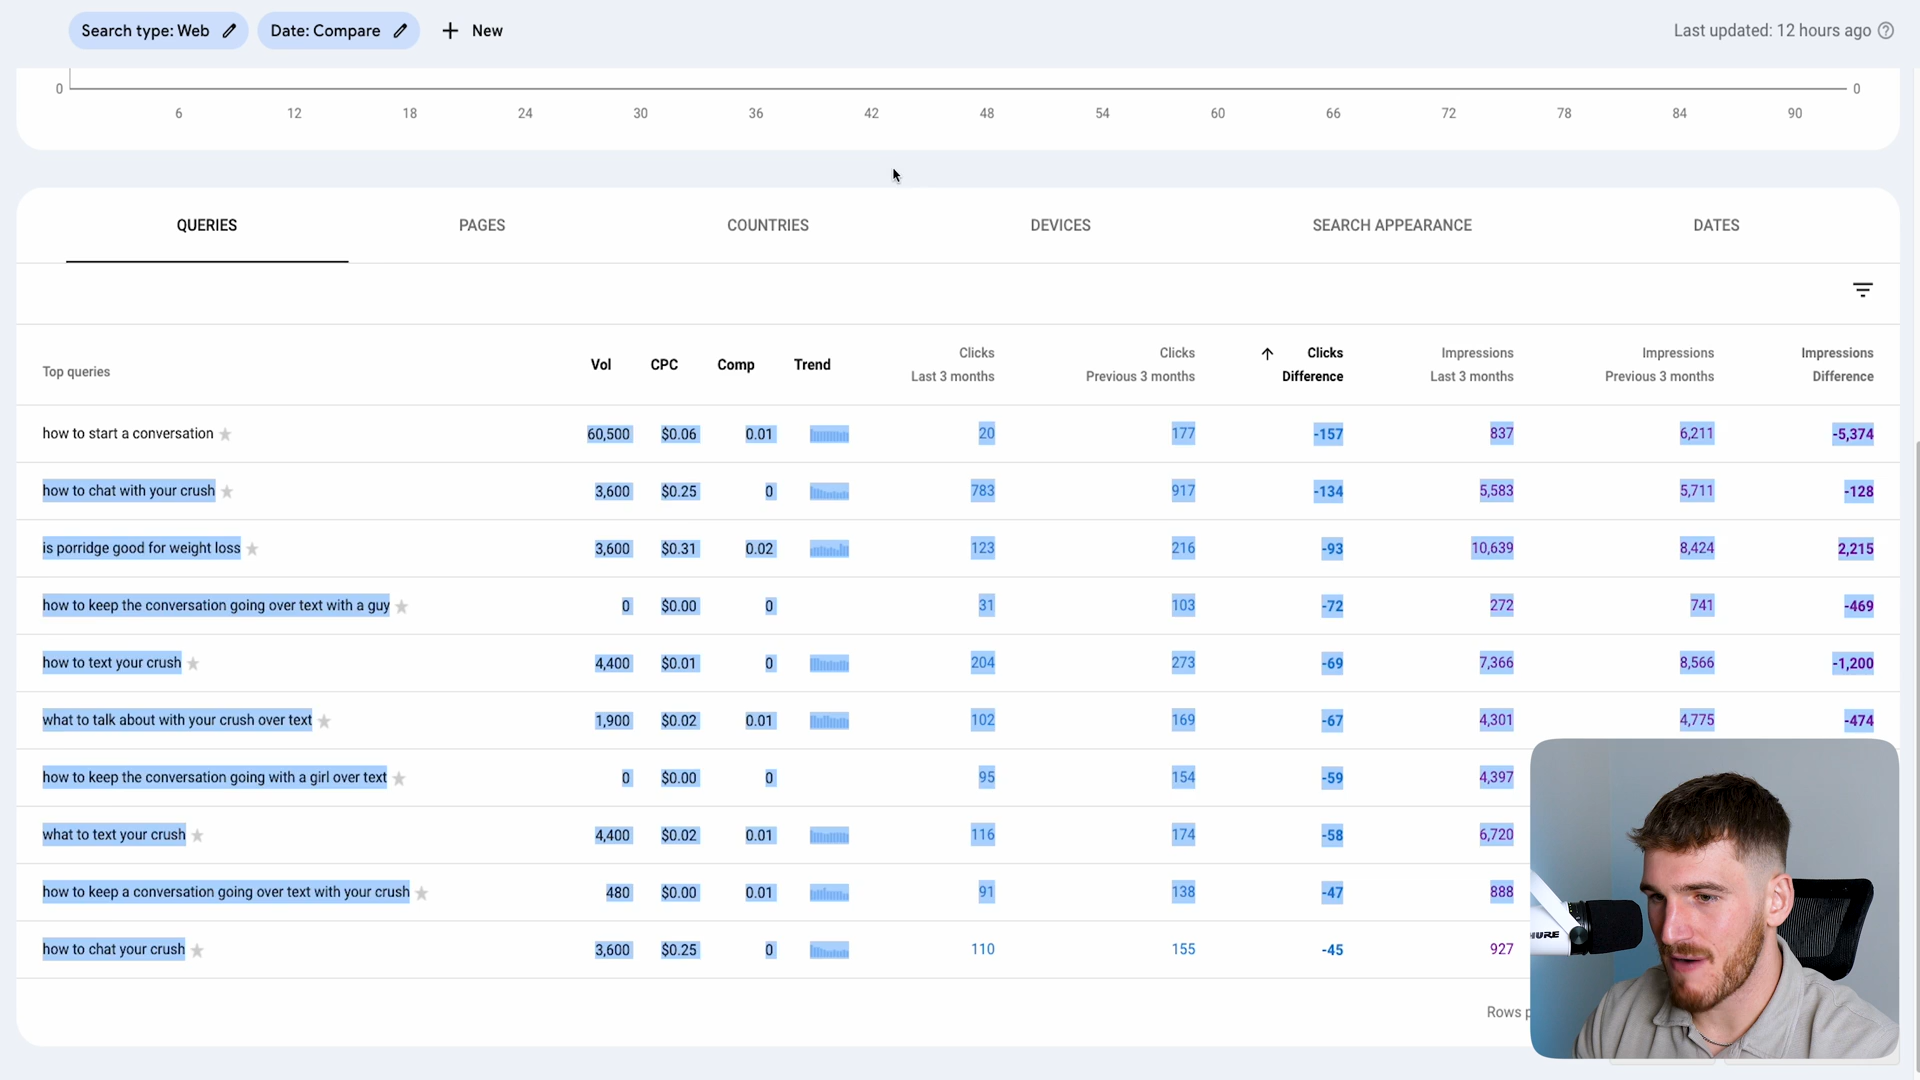 Search type: Web Date: Compare + New Last updated: 12 hours ago
0 0
6 12 18 24 30 36 42 48 54 60 66 72 78 84 90
QUERIES PAGES COUNTRIES DEVICES SEARCH APPEARANCE DATES
Top queries Vol CPC Comp Trend Clicks Last 3 months Clicks Previous 3 months Clicks Difference Impressions Last 3 months Impressions Previous 3 months Impressions Difference
how to start a conversation 60,500 $0.06 0.01 20 177 -157 837 6,211 -5,374
how to chat with your crush 3,600 $0.25 0 783 917 -134 5,583 5,711 -128
is porridge good for weight loss 3,600 $0.31 0.02 123 216 -93 10,639 8,424 2,215
how to keep the conversation going over text with a guy 0 $0.00 0 31 103 -72 272 741 -469
how to text your crush 4,400 $0.01 0 204 273 -69 7,366 8,566 -1,200
what to talk about with your crush over text 1,900 $0.02 0.01 102 169 -67 4,301 4,775 -474
how to keep the conversation going with a girl over text 0 $0.00 0 95 154 -59 4,397
what to text your crush 4,400 $0.02 0.01 116 174 -58 6,720
how to keep a conversation going over text with your crush 480 $0.00 0.01 91 138 -47 888
how to chat your crush 3,600 $0.25 0 110 155 -45 927
Rows p
HURE